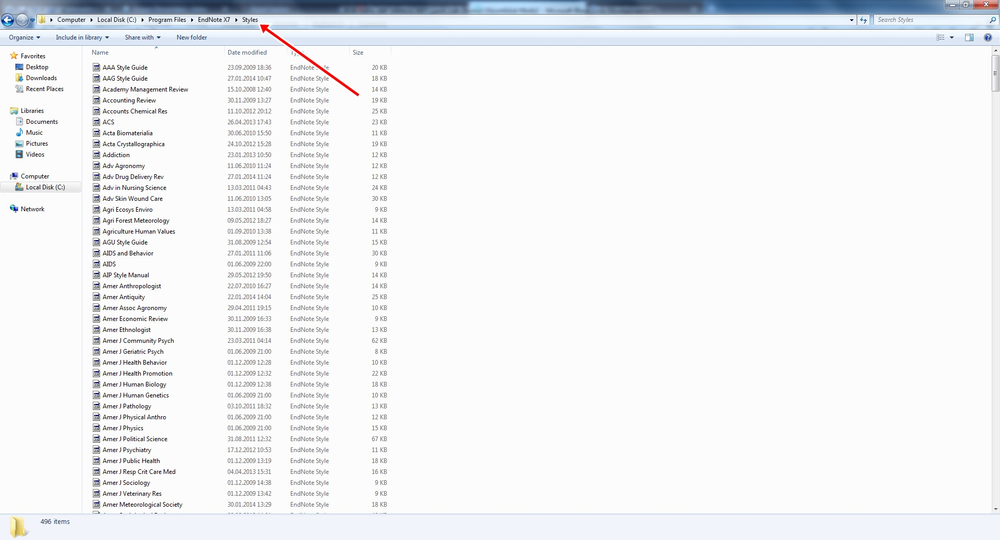 Computer Local Disk (C:) Program Files EndNote X7 Styles Search Styles
Organize Include in library Share with New folder
Name Date modified Size
Favorites
Desktop
Downloads
Recent Places
Libraries
Documents
Music
Pictures
Videos
Computer
Local Disk (C:)
Network
AAA Style Guide 23.09.2009 18:36 EndNote Style 20 KB
AAG Style Guide 27.01.2014 10:47 EndNote Style 18 KB
Academy Management Review 15.10.2008 12:40 EndNote Style 14 KB
Accounting Review 30.11.2009 13:27 EndNote Style 19 KB
Accounts Chemical Res 11.10.2012 20:12 EndNote Style 25 KB
ACS 26.04.2013 17:43 EndNote Style 23 KB
Acta Biomaterialia 30.06.2010 15:50 EndNote Style 11 KB
Acta Crystallographica 24.10.2012 15:28 EndNote Style 19 KB
Addiction 23.01.2013 10:50 EndNote Style 12 KB
Adv Agronomy 11.06.2010 11:24 EndNote Style 12 KB
Adv Drug Delivery Rev 27.01.2014 11:24 EndNote Style 12 KB
Adv in Nursing Science 13.03.2011 04:43 EndNote Style 24 KB
Adv Skin Wound Care 11.06.2010 13:05 EndNote Style 30 KB
Agri Ecosys Enviro 13.03.2011 04:58 EndNote Style 9 KB
Agri Forest Meteorology 09.05.2012 18:27 EndNote Style 14 KB
Agriculture Human Values 01.09.2010 13:38 EndNote Style 11 KB
AGU Style Guide 31.08.2009 12:54 EndNote Style 15 KB
AIDS and Behavior 27.01.2011 11:06 EndNote Style 30 KB
AIDS 01.06.2009 22:00 EndNote Style 9 KB
AIP Style Manual 29.05.2012 19:50 EndNote Style 14 KB
Amer Anthropologist 22.07.2010 16:27 EndNote Style 14 KB
Amer Antiquity 22.01.2014 14:04 EndNote Style 25 KB
Amer Assoc Agronomy 29.04.2011 19:15 EndNote Style 10 KB
Amer Economic Review 30.11.2009 16:33 EndNote Style 9 KB
Amer Ethnologist 30.11.2009 16:38 EndNote Style 13 KB
Amer J Community Psych 23.03.2011 04:14 EndNote Style 62 KB
Amer J Geriatric Psych 01.06.2009 21:00 EndNote Style 8 KB
Amer J Health Behavior 01.12.2009 12:28 EndNote Style 10 KB
Amer J Health Promotion 01.12.2009 12:32 EndNote Style 22 KB
Amer J Human Biology 01.12.2009 12:38 EndNote Style 18 KB
Amer J Human Genetics 01.06.2009 21:00 EndNote Style 10 KB
Amer J Pathology 03.10.2011 18:32 EndNote Style 13 KB
Amer J Physical Anthro 01.06.2009 21:00 EndNote Style 12 KB
Amer J Physics 01.06.2009 21:00 EndNote Style 15 KB
Amer J Political Science 31.08.2011 12:32 EndNote Style 67 KB
Amer J Psychiatry 17.12.2012 10:53 EndNote Style 11 KB
Amer J Public Health 01.12.2009 13:19 EndNote Style 18 KB
Amer J Resp Crit Care Med 04.04.2013 15:31 EndNote Style 16 KB
Amer J Sociology 01.12.2009 14:38 EndNote Style 9 KB
Amer J Veterinary Res 01.12.2009 13:42 EndNote Style 9 KB
Amer Meteorological Society 30.01.2014 13:29 EndNote Style 18 KB
496 items